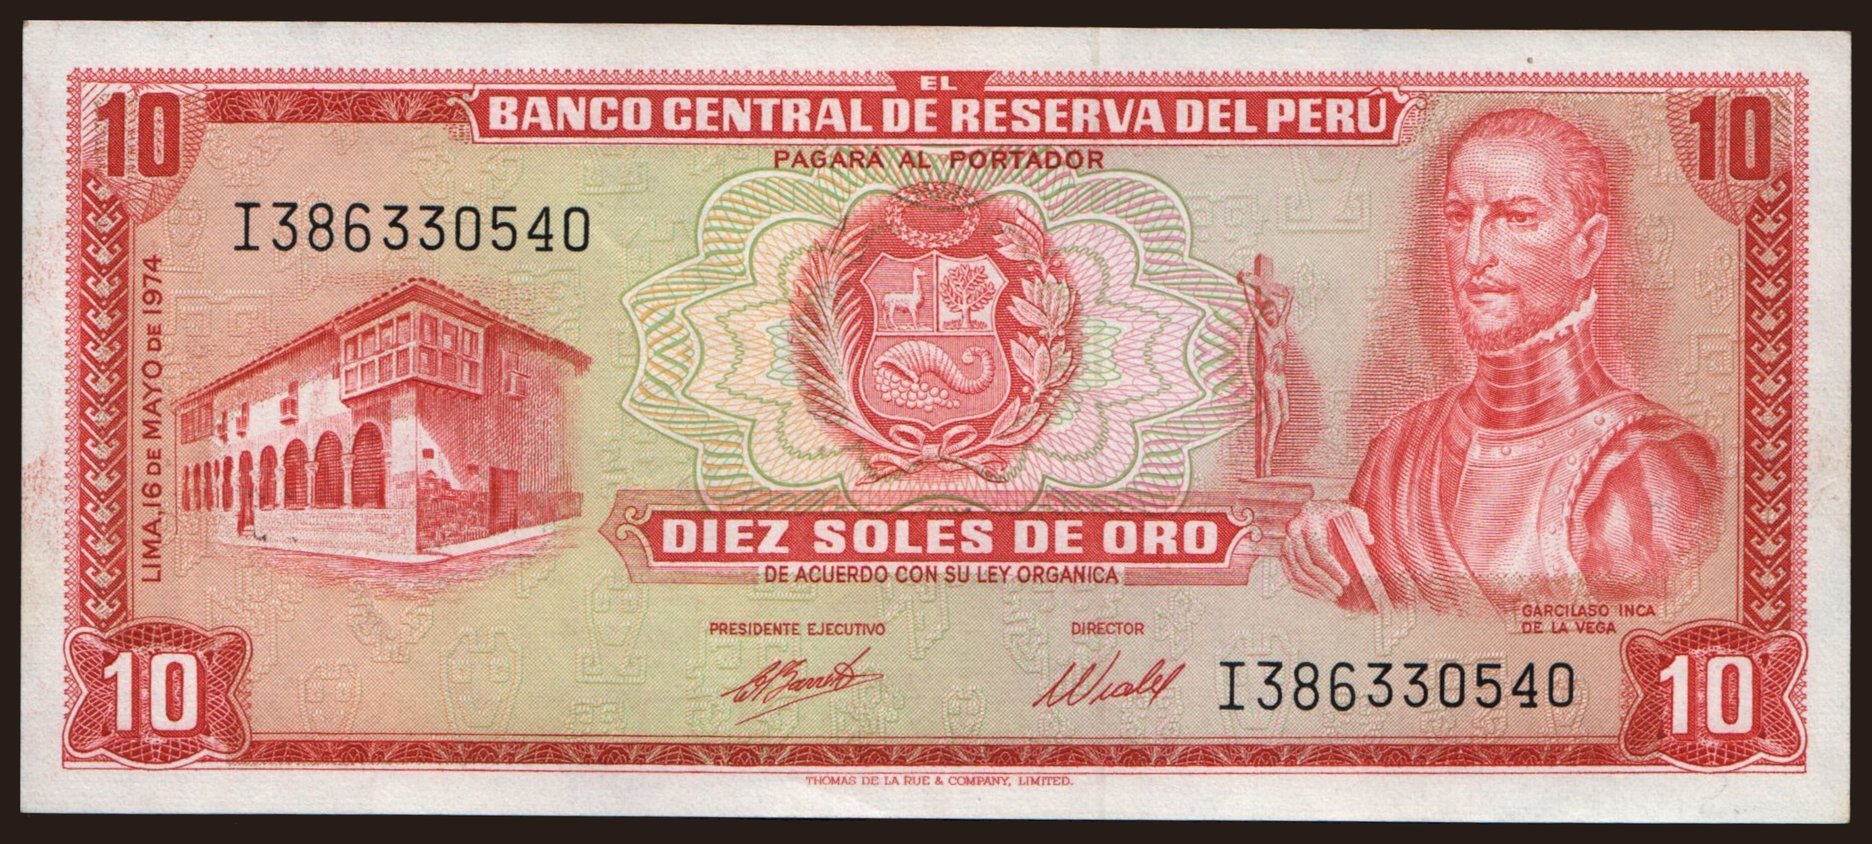 EL
BANCO CENTRAL DE RESERVA DEL PERÚ
PAGARÁ AL PORTADOR
10
10
I386330540
LIMA, 16 DE MAYO DE 1974
DIEZ SOLES DE ORO
DE ACUERDO CON SU LEY ORGANICA
GARCILASO INCA
DE LA VEGA
PRESIDENTE EJECUTIVO
DIRECTOR
I386330540
10
10
THOMAS DE LA RUE & COMPANY, LIMITED.